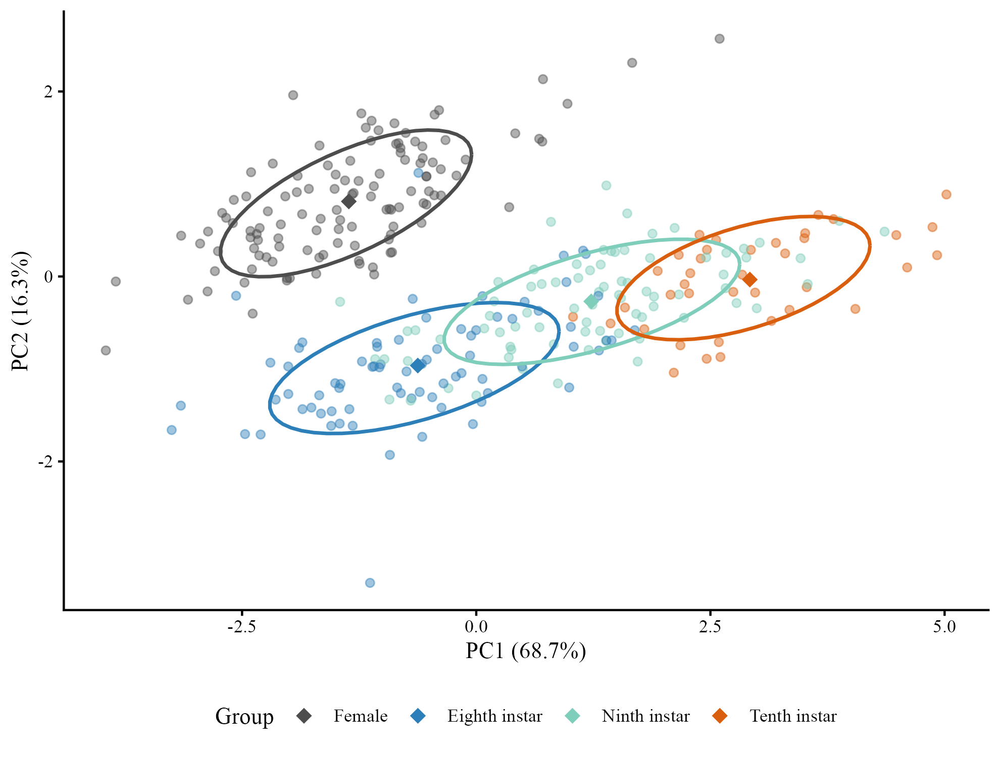 PC2 (16.3%)
2
0
-2
-2.5 0.0 2.5 5.0
PC1 (68.7%)
Group Female Eighth instar Ninth instar Tenth instar